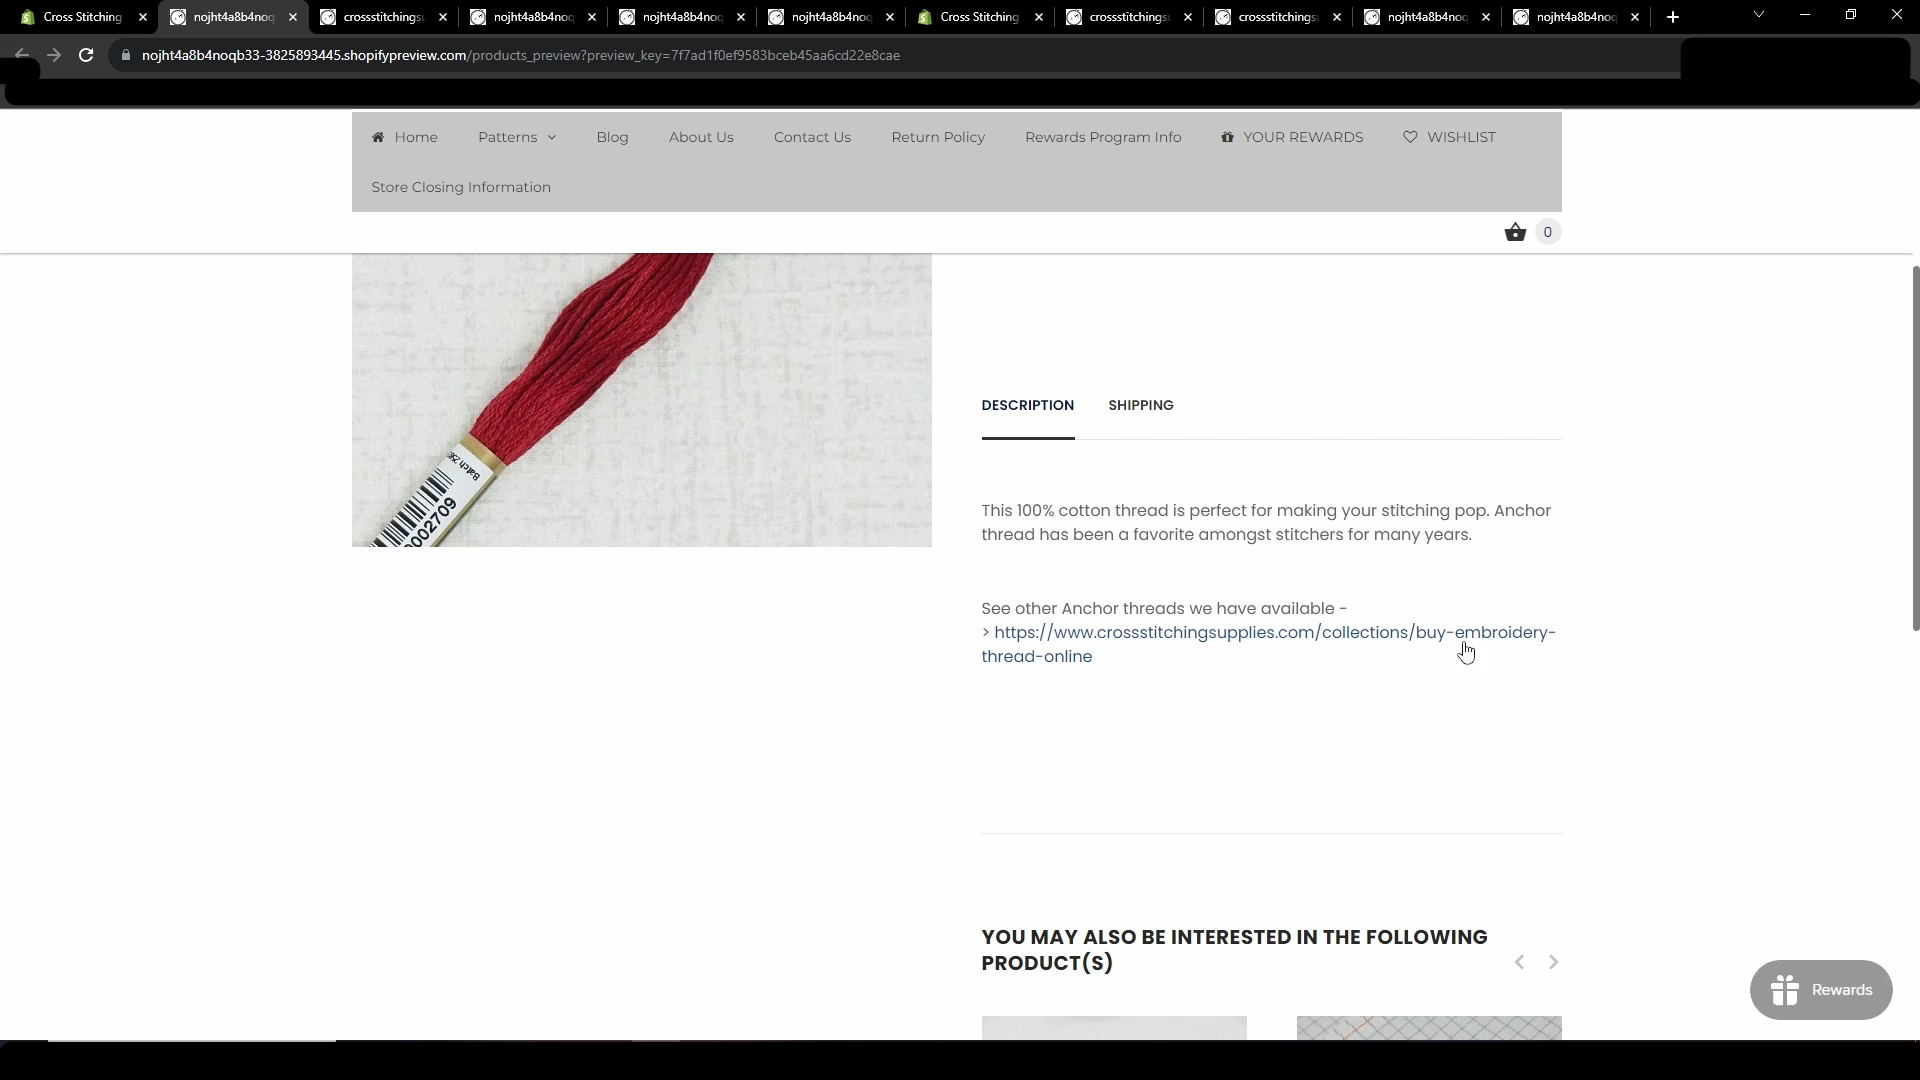 Cross Stitching
nojht4a8b4noq
crossstitchings
nojht4a8b4noq
nojht4a8b4noq
nojht4a8b4noq
Cross Stitching
crossstitchings
crossstitchings
nojht4a8b4noq
nojht4a8b4noq
nojht4a8b4noqb33-3825893445.shopifypreview.com/products_preview?preview_key=7f7ad1f0ef9583bceb45aa6cd22e8cae
Home Patterns Blog About Us Contact Us Return Policy Rewards Program Info YOUR REWARDS WISHLIST
Store Closing Information
0
Batch
002709
DESCRIPTION SHIPPING
This 100% cotton thread is perfect for making your stitching pop. Anchor
thread has been a favorite amongst stitchers for many years.
See other Anchor threads we have available -
> https://www.crossstitchingsupplies.com/collections/buy-embroidery-
thread-online
YOU MAY ALSO BE INTERESTED IN THE FOLLOWING
PRODUCT(S)
Rewards